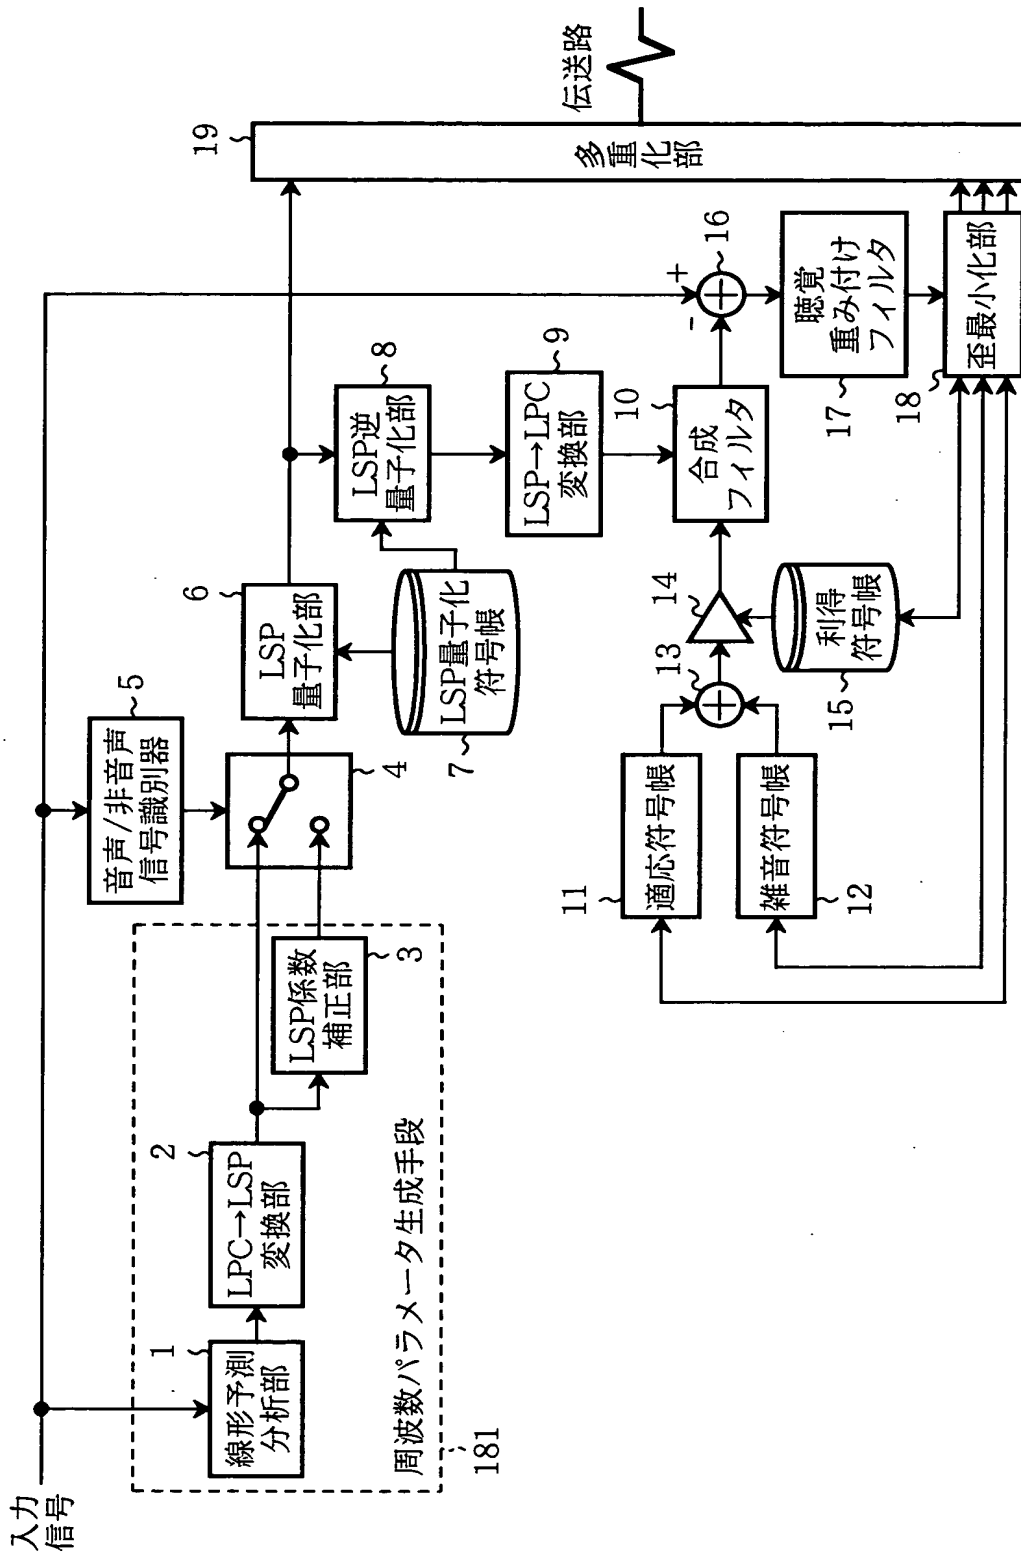 入力
信号
1
線形予測
分析部
2
LPC→LSP
変換部
3
LSP係数
補正部
周波数パラメータ生成手段
181
5
音声/非音声
信号識別器
4
6
LSP
量子化部
7
LSP量子化
符号帳
8
LSP逆
量子化部
9
LSP→LPC
変換部
10
合成
フィルタ
11
適応符号帳
12
雑音符号帳
13
14
15
利得
符号帳
16
+
-
17
聴覚
重み付け
フィルタ
18
歪最小化部
19
多重化部
伝送路